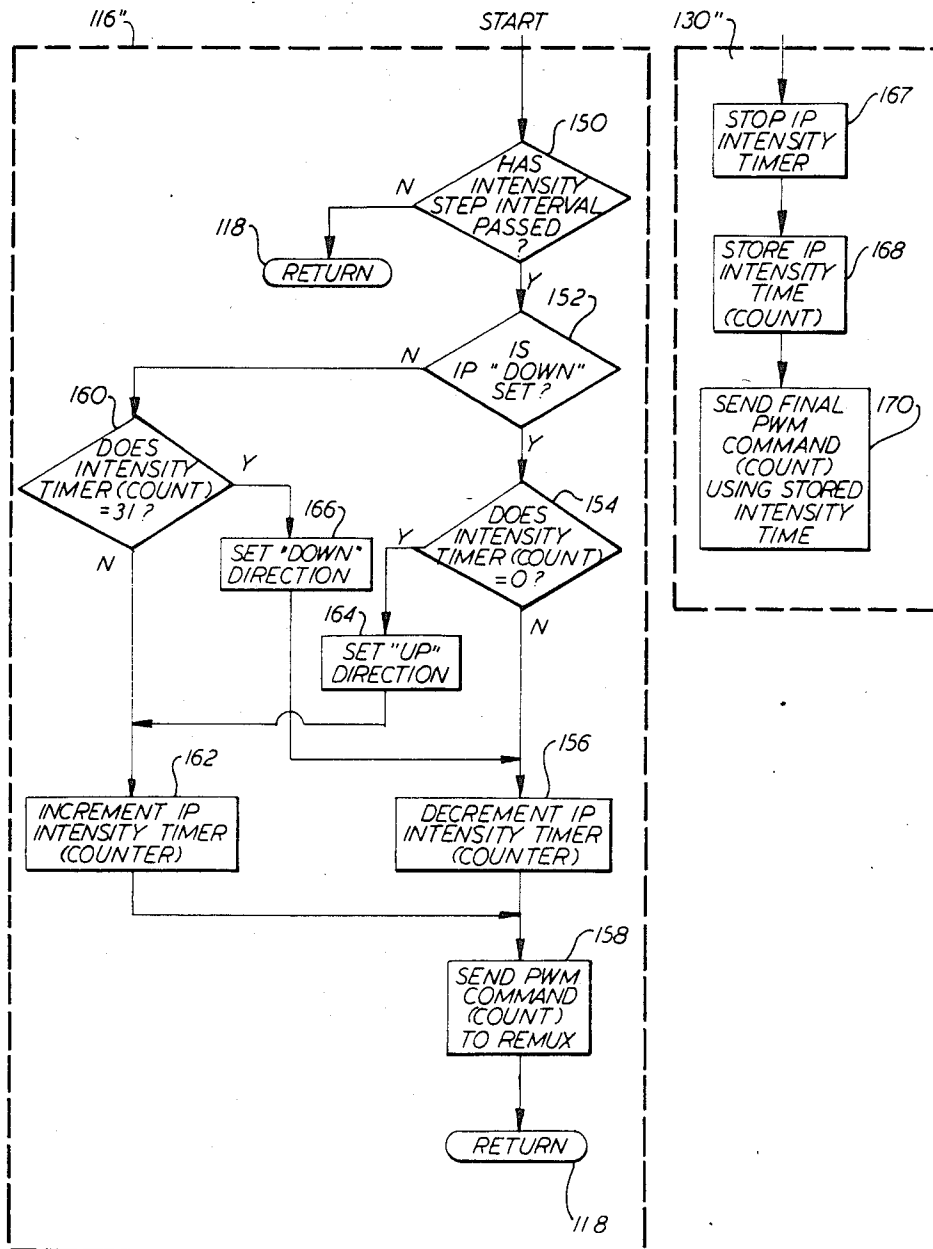 116"
START
130"
150
HAS
INTENSITY
STEP INTERVAL
PASSED
?
N
Y
118
RETURN
152
IS
IP "DOWN"
SET?
N
Y
160
DOES
INTENSITY
TIMER (COUNT)
=31?
Y
N
166
SET "DOWN"
DIRECTION
154
DOES
INTENSITY
TIMER (COUNT)
=0?
Y
N
164
SET "UP"
DIRECTION
162
INCREMENT IP
INTENSITY TIMER
(COUNTER)
156
DECREMENT IP
INTENSITY TIMER
(COUNTER)
158
SEND PWM
COMMAND
(COUNT)
TO REMUX
RETURN
118
167
STOP IP
INTENSITY
TIMER
168
STORE IP
INTENSITY
TIME
(COUNT)
170
SEND FINAL
PWM
COMMAND
(COUNT)
USING STORED
INTENSITY
TIME